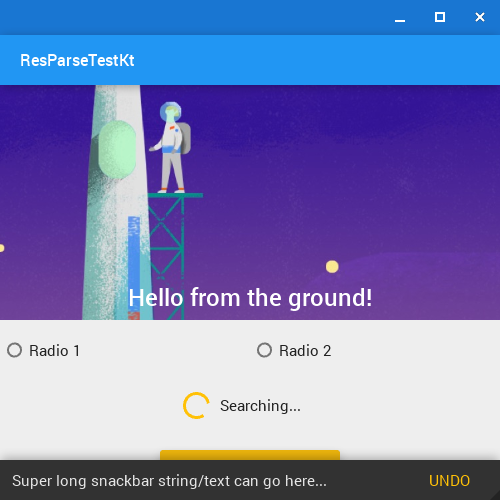 ResParseTestKt
Hello from the ground!
Radio 1
Radio 2
Searching...
Super long snackbar string/text can go here...
UNDO